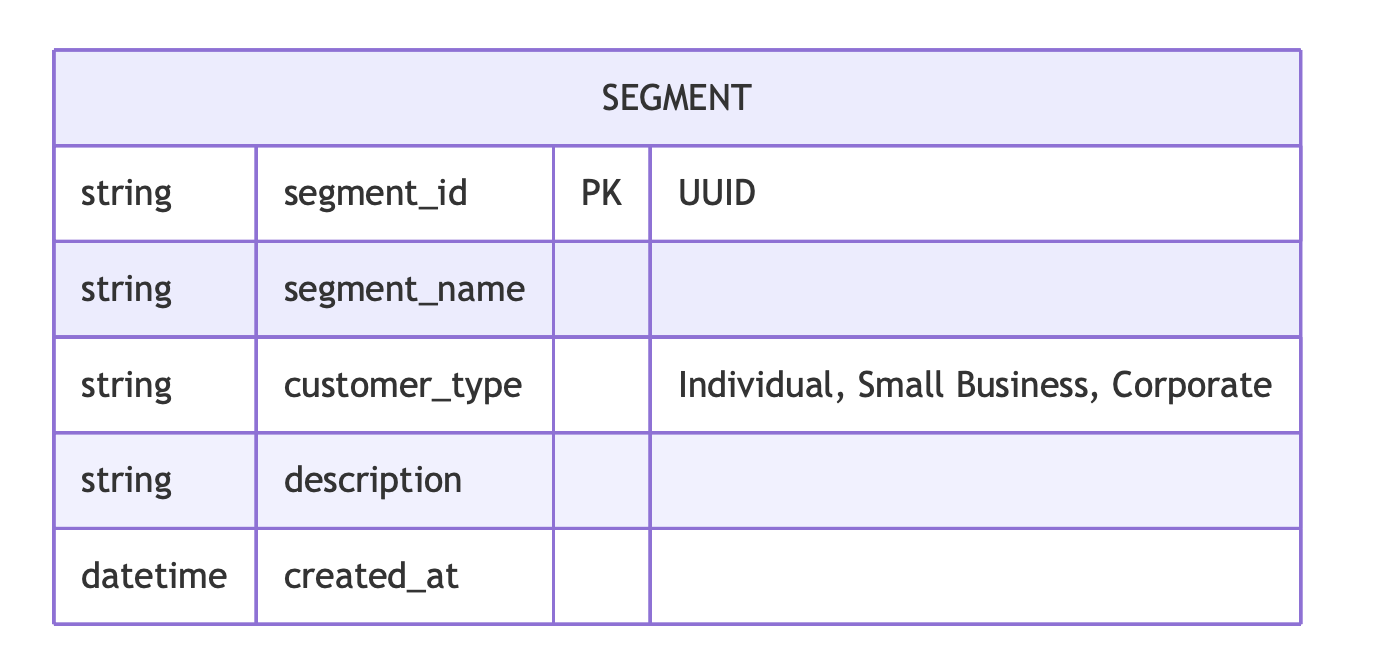 SEGMENT
string segment_id PK UUID
string segment_name
string customer_type Individual, Small Business, Corporate
string description
datetime created_at